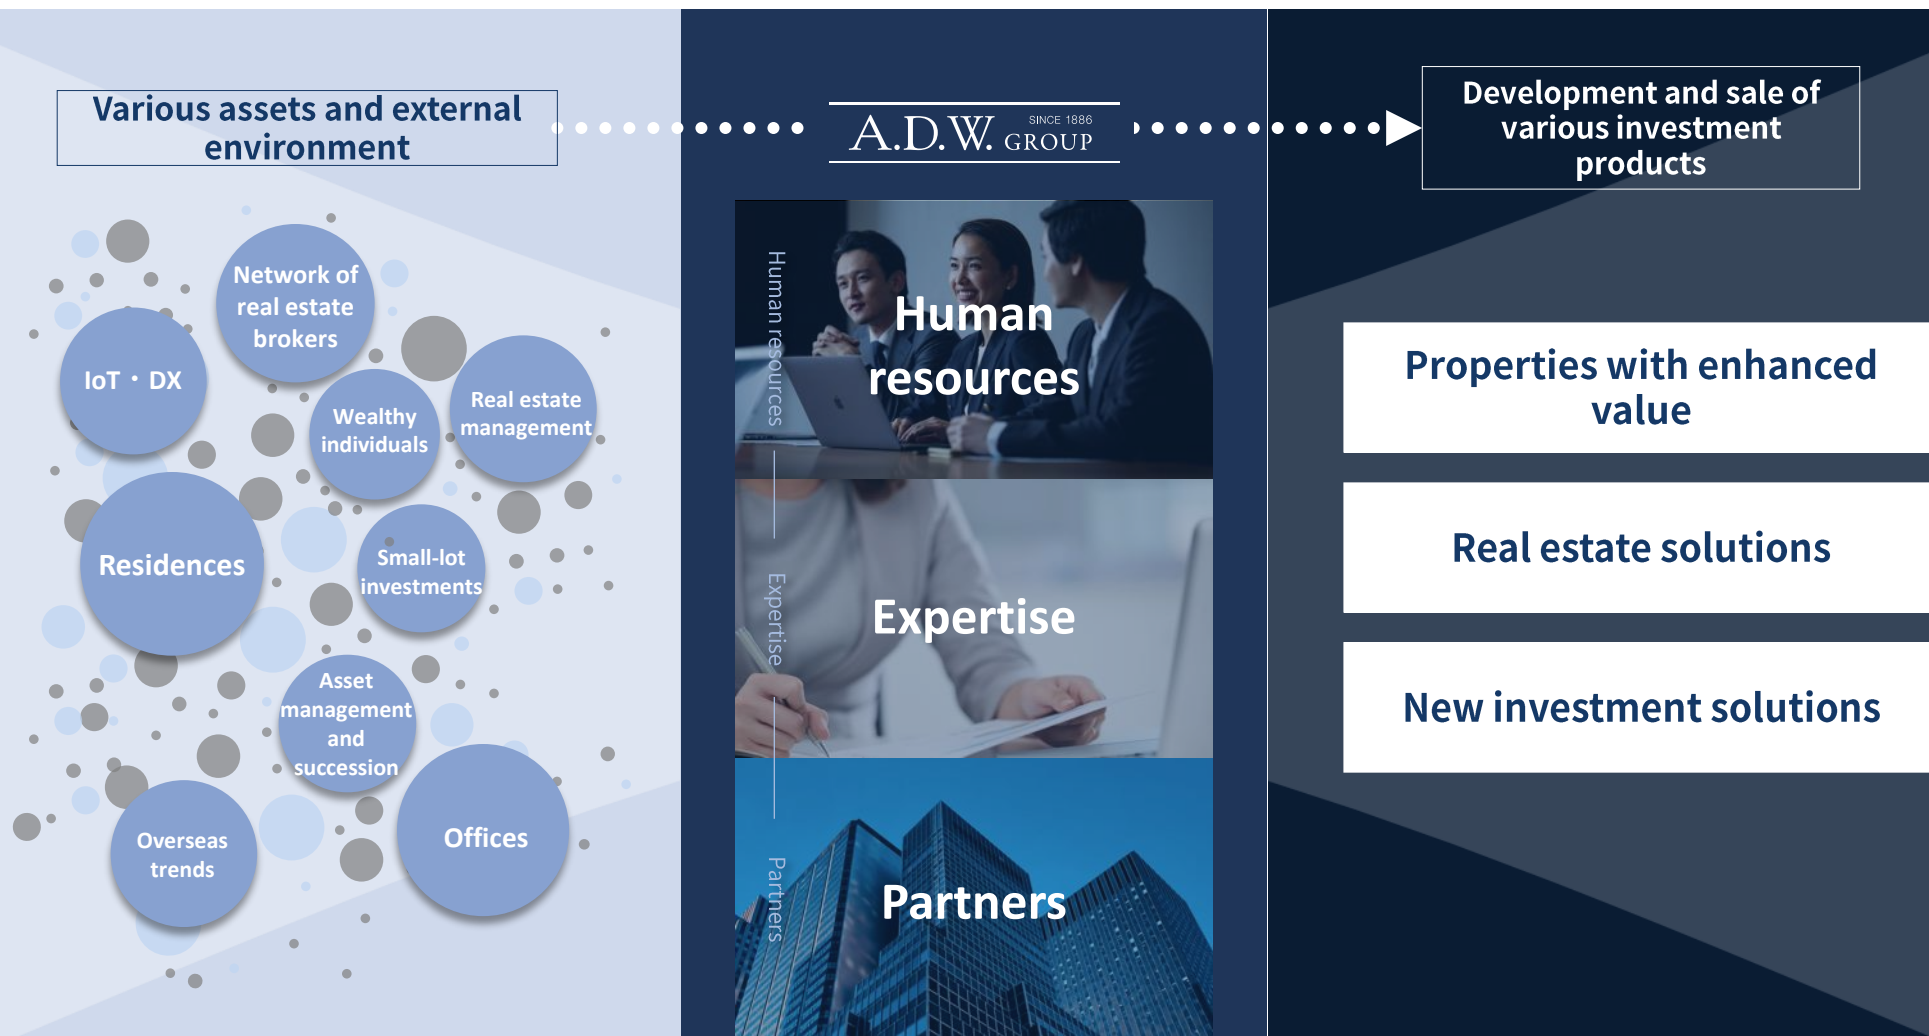 Various assets and external
environment
Network of
real estate
brokers
IoT・DX
Wealthy
individuals
Real estate
management
Residences
Small-lot
investments
Asset
management
and
succession
Overseas
trends
Offices
A.D.W. GROUP
SINCE 1886
Human resources
Human
resources
Expertise
Expertise
Partners
Partners
Development and sale of
various investment
products
Properties with enhanced
value
Real estate solutions
New investment solutions